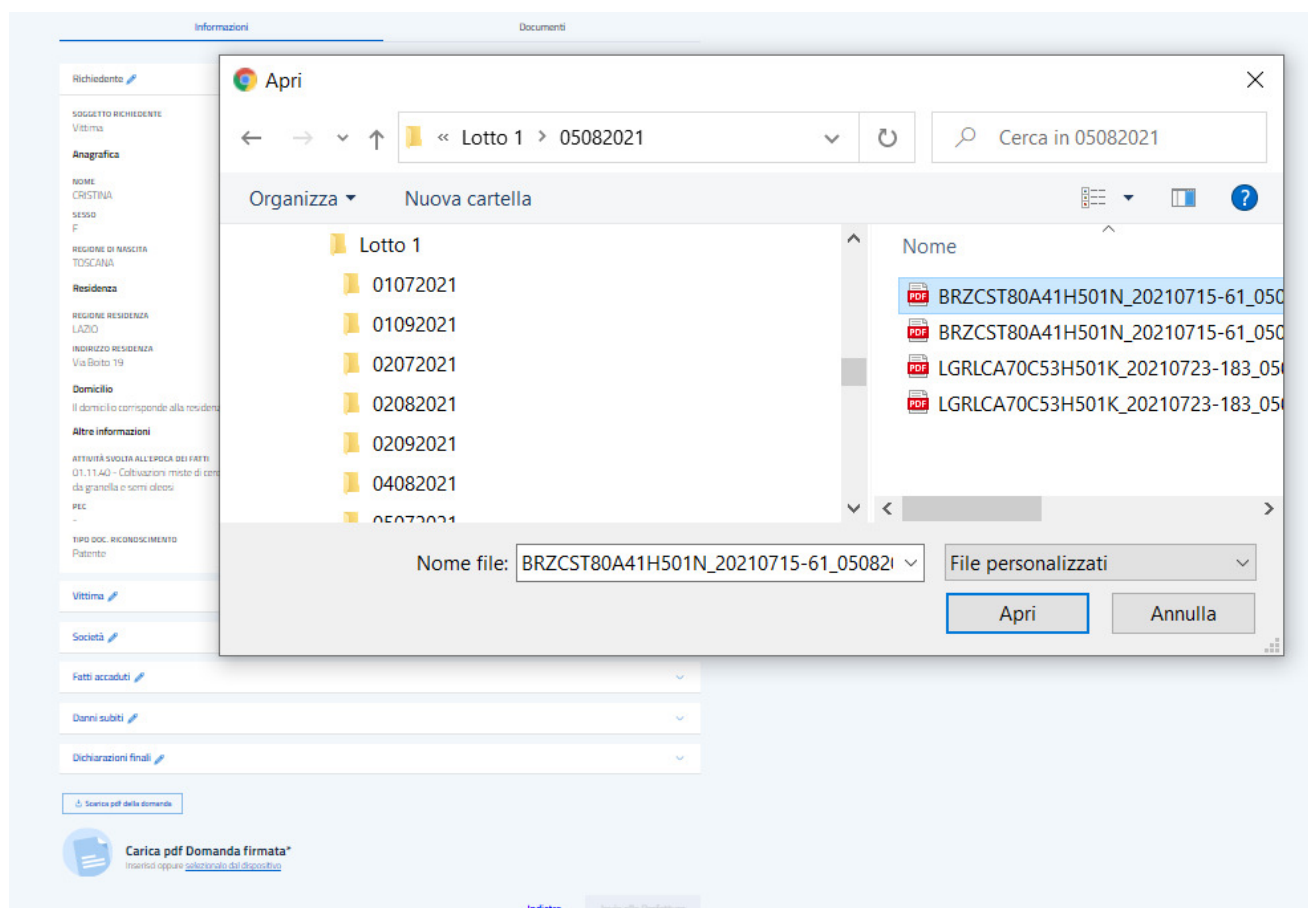 Informazioni
Documenti
Richiedente
SOGGETTO RICHIEDENTE
Vittima
Anagrafica
NOME
CRISTINA
SESSO
F
REGIONE DI NASCITA
TOSCANA
Residenza
REGIONE RESIDENZA
LAZIO
INDIRIZZO RESIDENZA
Via Boito 19
Domicilio
Il domicilio corrisponde alla residenz
Altre informazioni
ATTIVITÀ SVOLTA ALL'EPOCA DEI FATTI
01.11.40 - Coltivazioni miste di cere
da granella e semi oleosi
PEC
-
TIPO DOC. RICONOSCIMENTO
Patente
Vittima
Società
Fatti accaduti
Danni subiti
Dichiarazioni finali
Scarica pdf della domanda
Carica pdf Domanda firmata*
Inserisci oppure selezionalo dal dispositivo
Indietro
Apri
« Lotto 1 > 05082021
Cerca in 05082021
Organizza
Nuova cartella
Lotto 1
01072021
01092021
02072021
02082021
02092021
04082021
05072021
Nome
BRZCST80A41H501N_20210715-61_050
BRZCST80A41H501N_20210715-61_050
LGRLCA70C53H501K_20210723-183_05
LGRLCA70C53H501K_20210723-183_05
Nome file: BRZCST80A41H501N_20210715-61_05082
File personalizzati
Apri
Annulla